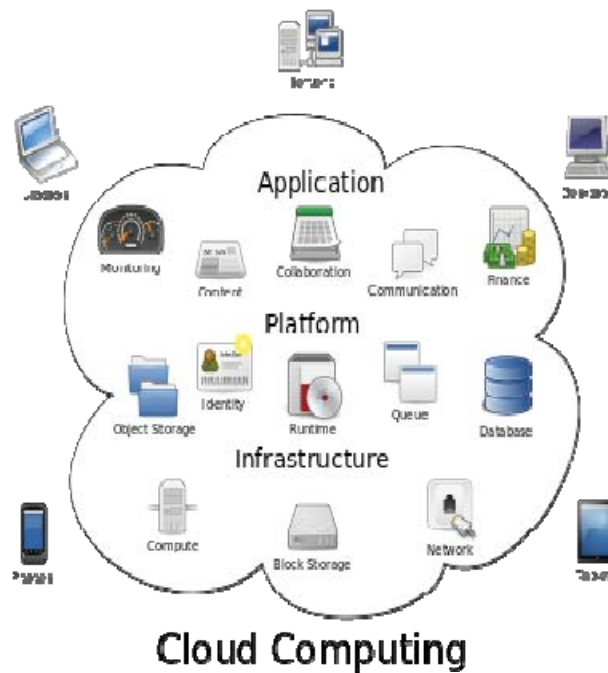 Application
Monitoring
Content
Collaboration
Communication
Finance
Platform
Object Storage
Identity
Runtime
Queue
Database
Infrastructure
Compute
Block Storage
Network
Cloud Computing